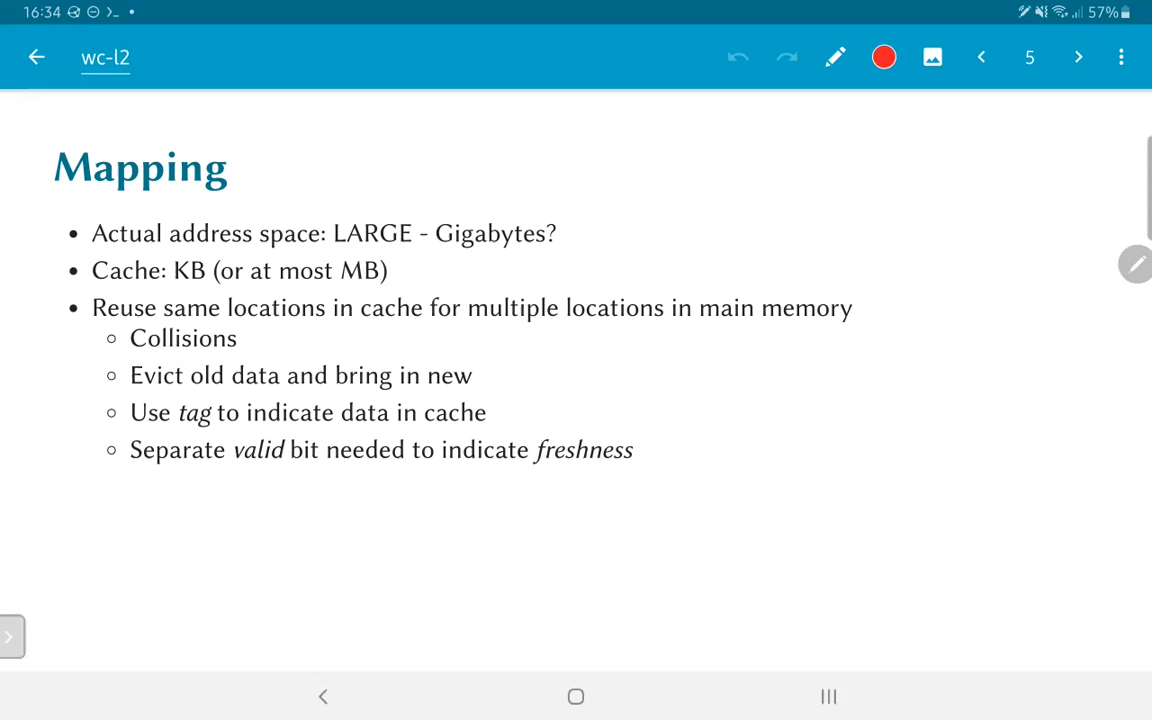 16:34 57%
wc-l2 5
Mapping
• Actual address space: LARGE - Gigabytes?
• Cache: KB (or at most MB)
• Reuse same locations in cache for multiple locations in main memory
◦ Collisions
◦ Evict old data and bring in new
◦ Use tag to indicate data in cache
◦ Separate valid bit needed to indicate freshness